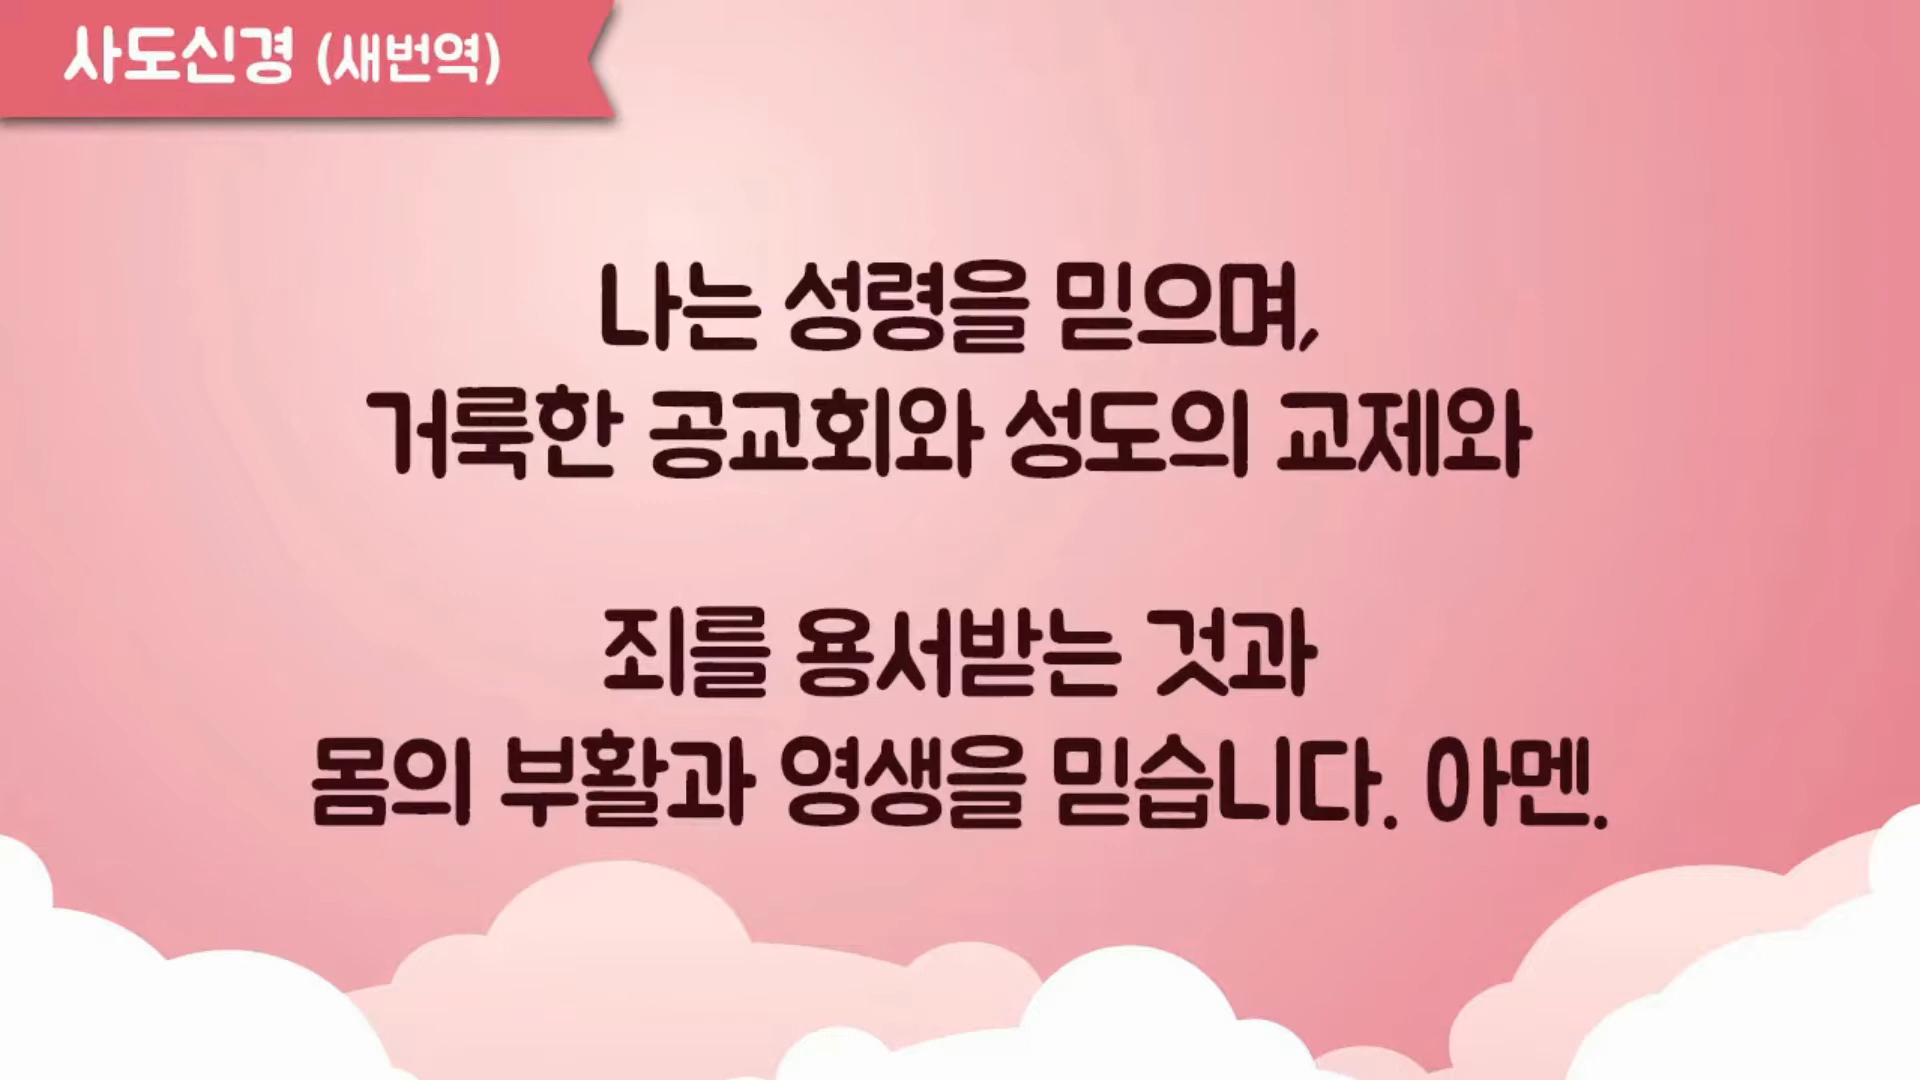 사도신경 (새번역)
나는 성령을 믿으며,
거룩한 공교회와 성도의 교제와
죄를 용서받는 것과
몸의 부활과 영생을 믿습니다. 아멘.